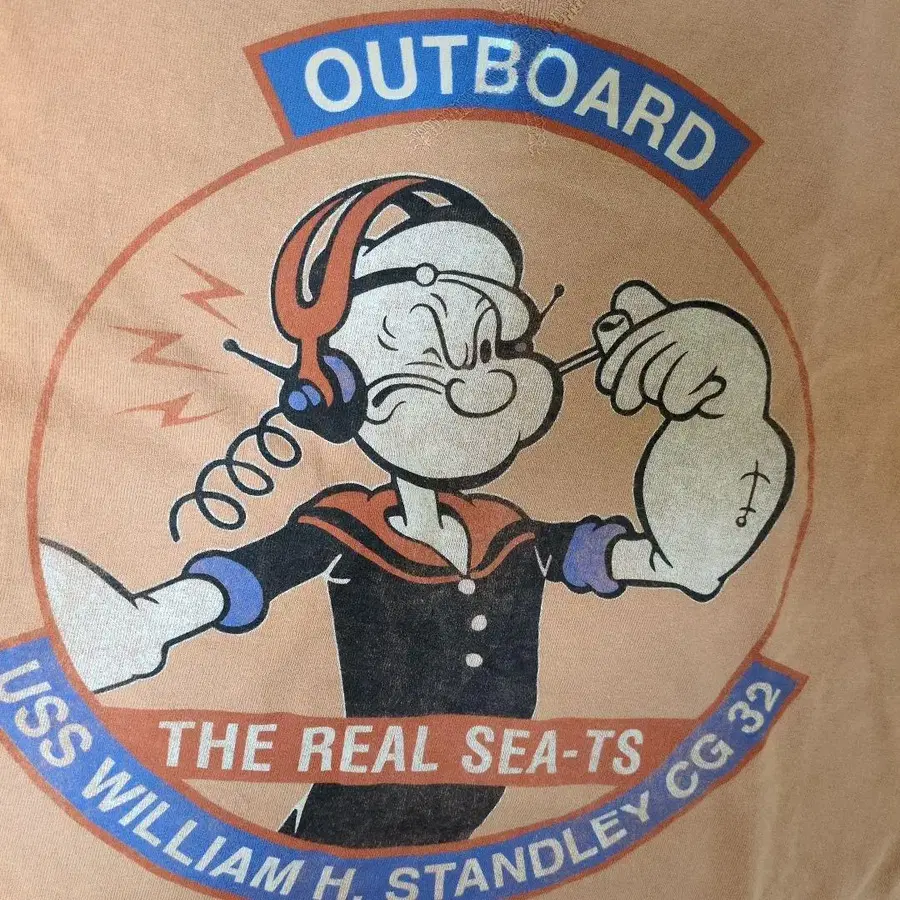 OUTBOARD
THE REAL SEA-TS
USS WILLIAM H. STANDLEY CG 32